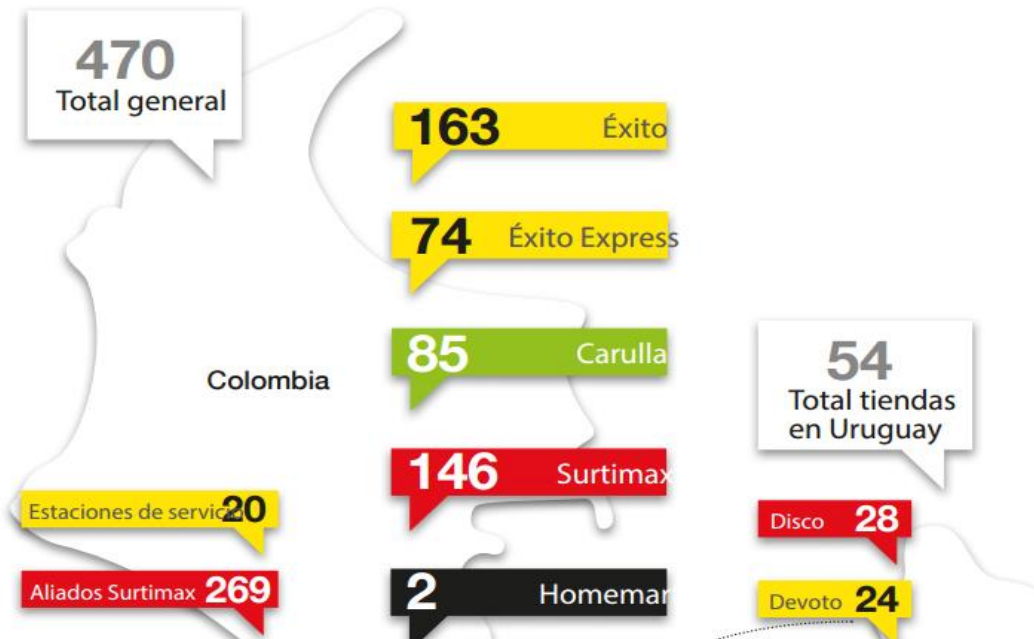 470
Total general
163 Éxito
74 Éxito Express
85 Carulla
Colombia
146 Surtimax
2 Homemar
Estaciones de servicio 20
Aliados Surtimax 269
54
Total tiendas
en Uruguay
Disco 28
Devoto 24